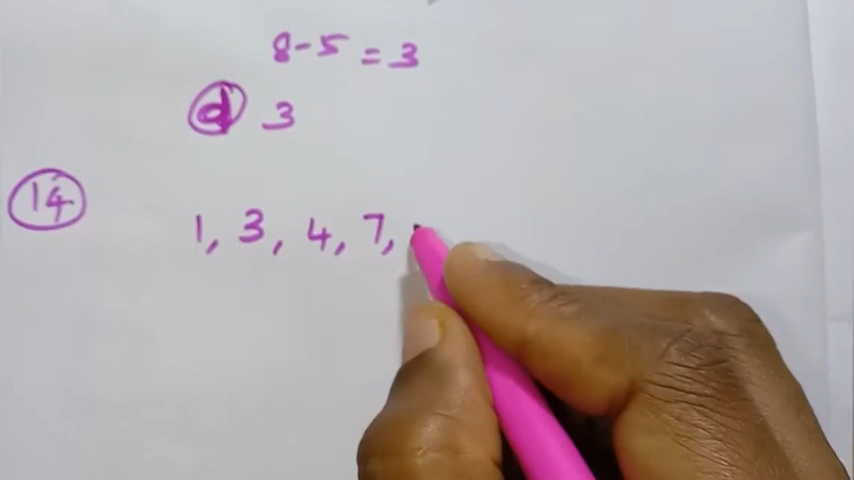 8-5 = 3
d 3
14 1, 3, 4, 7,